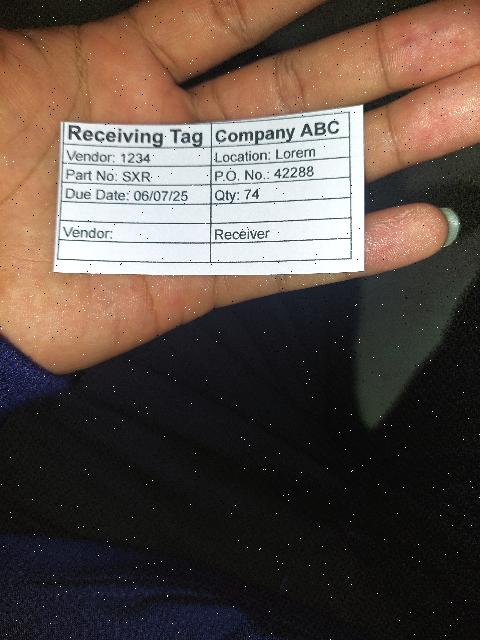 Receiving Tag Company ABC
Vendor: 1234 Location: Lorem
Part No: SXR P.O. No.: 42288
Due Date: 06/07/25 Qty: 74
Vendor: Receiver